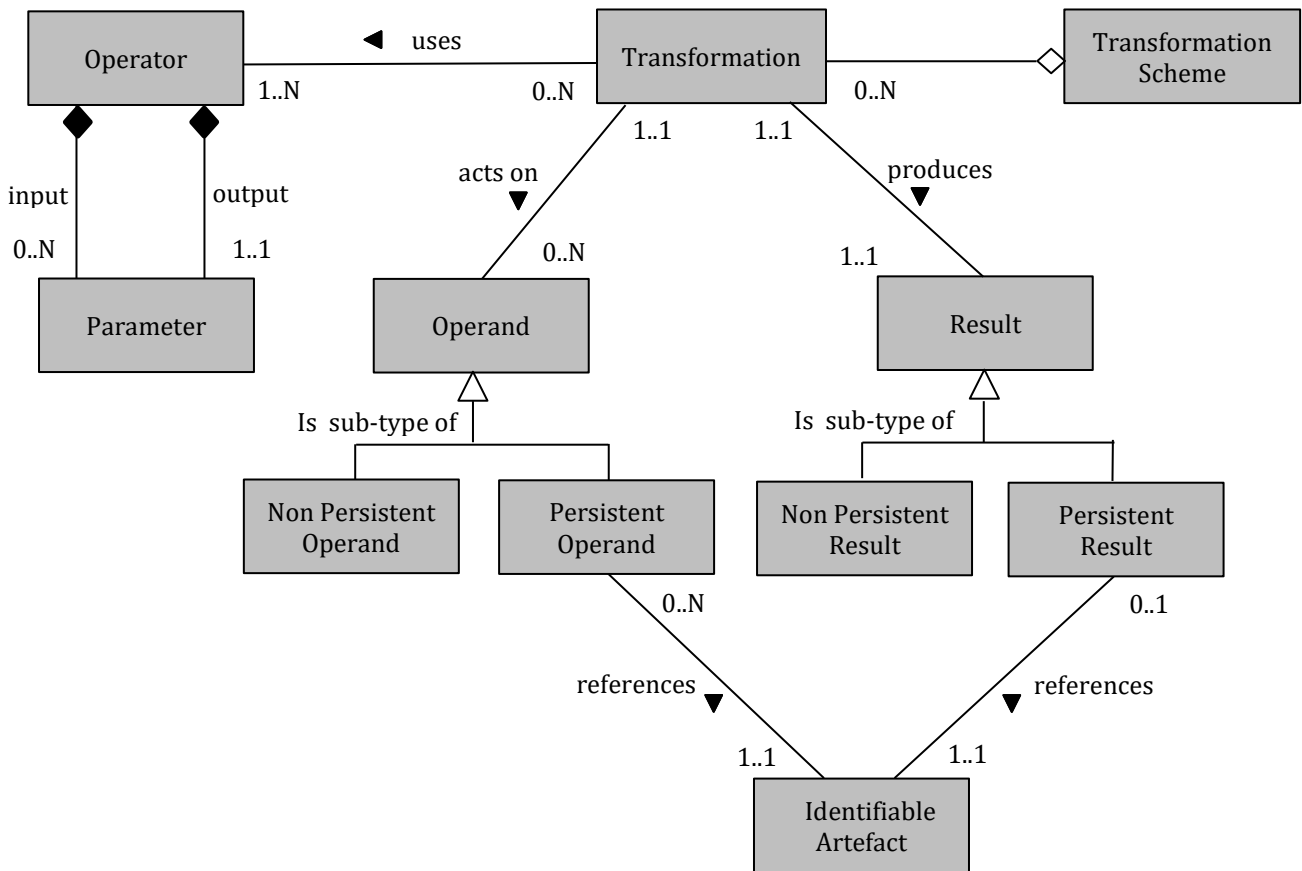 Operator
◄ uses
Transformation
Transformation
Scheme
1..N
0..N
0..N
1..1
1..1
input
output
acts on
produces
0..N
1..1
0..N
1..1
Parameter
Operand
Result
Is sub-type of
Is sub-type of
Non Persistent
Operand
Persistent
Operand
Non Persistent
Result
Persistent
Result
0..N
0..1
references
references
1..1
1..1
Identifiable
Artefact